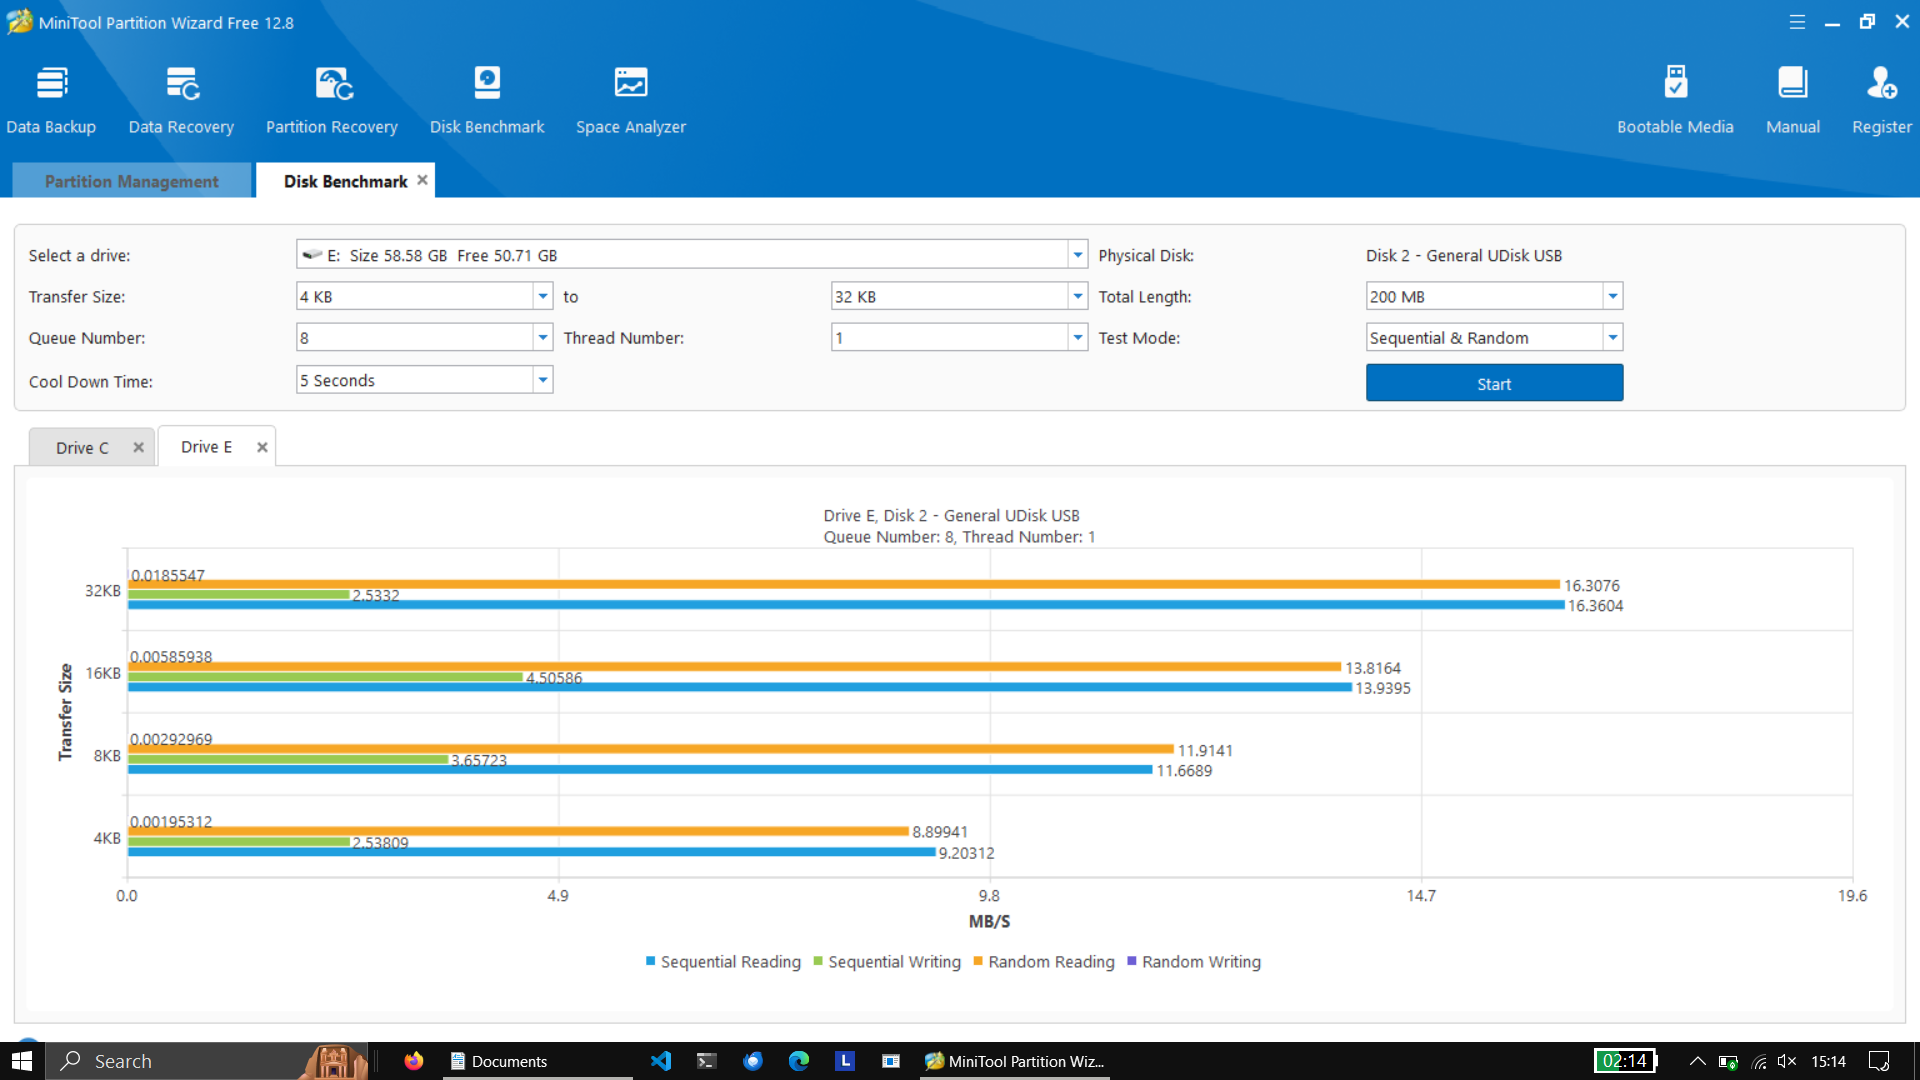 MiniTool Partition Wizard Free 12.8
Data Backup
Data Recovery
Partition Recovery
Disk Benchmark
Space Analyzer
Bootable Media
Manual
Register
Partition Management
Disk Benchmark
Select a drive:
E: Size 58.58 GB Free 50.71 GB
Physical Disk:
Disk 2 - General UDisk USB
Transfer Size:
4 KB
to
32 KB
Total Length:
200 MB
Queue Number:
8
Thread Number:
1
Test Mode:
Sequential & Random
Cool Down Time:
5 Seconds
Start
Drive C
Drive E
Drive E, Disk 2 - General UDisk USB
Queue Number: 8, Thread Number: 1
Transfer Size
32KB
0.0185547
16.3076
2.5332
16.3604
16KB
0.00585938
13.8164
4.50586
13.9395
8KB
0.00292969
11.9141
3.65723
11.6689
4KB
0.00195312
8.89941
2.53809
9.20312
0.0
4.9
9.8
14.7
19.6
MB/S
Sequential Reading
Sequential Writing
Random Reading
Random Writing
Search
Documents
L
MiniTool Partition Wiz...
02:14
15:14